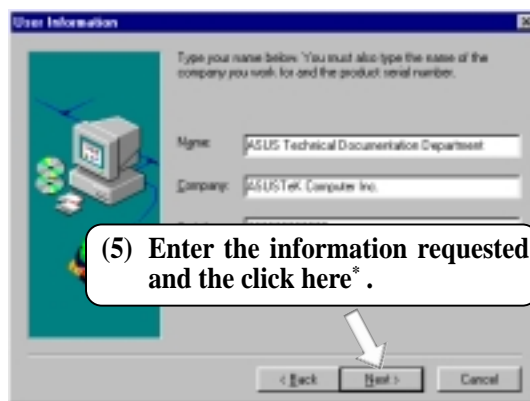 User Information
Type your name below. You must also type the name of the
company you work for and the product serial number.
Name: ASUS Technical Documentation Department
Company: ASUSTeK Computer Inc.
(5) Enter the information requested
and the click here* .
< Back Next > Cancel